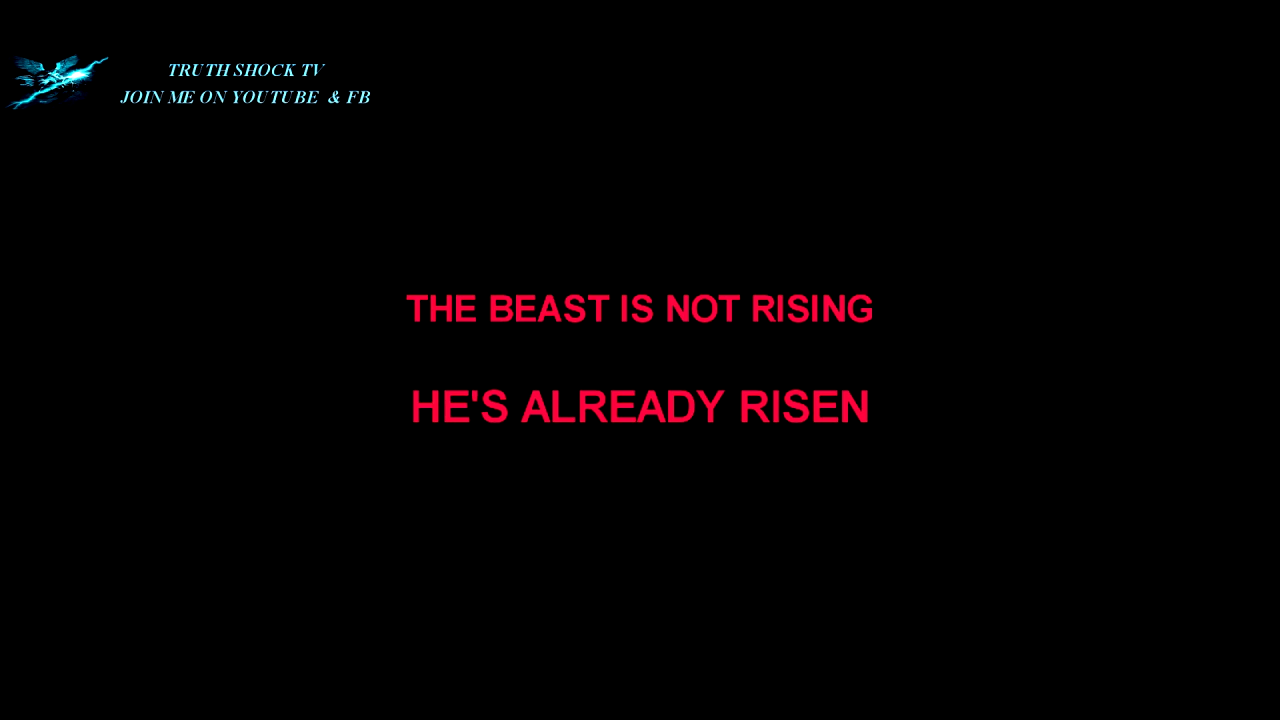 TRUTH SHOCK TV
JOIN ME ON YOUTUBE & FB
THE BEAST IS NOT RISING
HE'S ALREADY RISEN